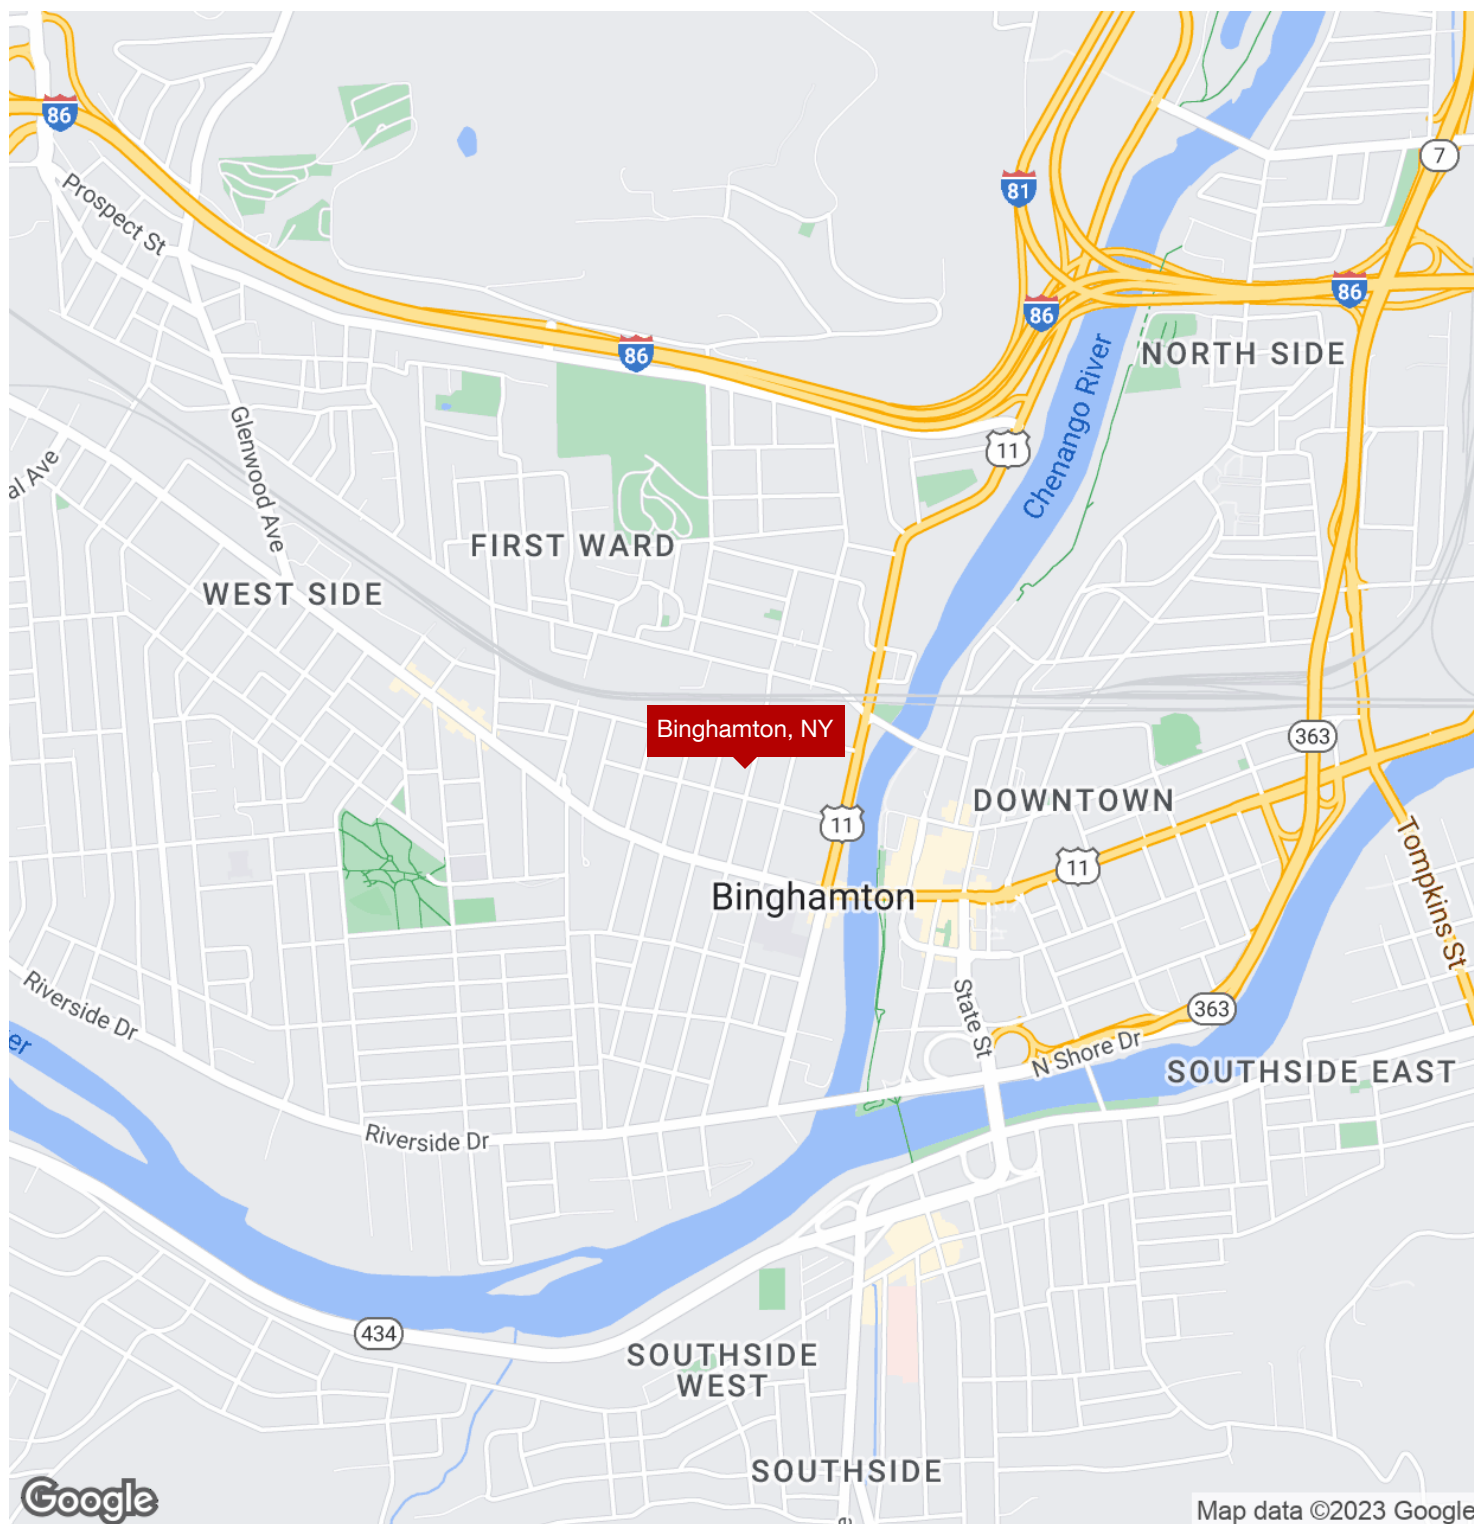 86
7
81
Prospect St
86
86
86
NORTH SIDE
Chenango River
Glenwood Ave
11
al Ave
FIRST WARD
WEST SIDE
Binghamton, NY
363
DOWNTOWN
11
11
Tompkins St
Binghamton
Riverside Dr
State St
363
er
N Shore Dr
SOUTHSIDE EAST
Riverside Dr
434
SOUTHSIDE
WEST
SOUTHSIDE
Google
Map data ©2023 Google